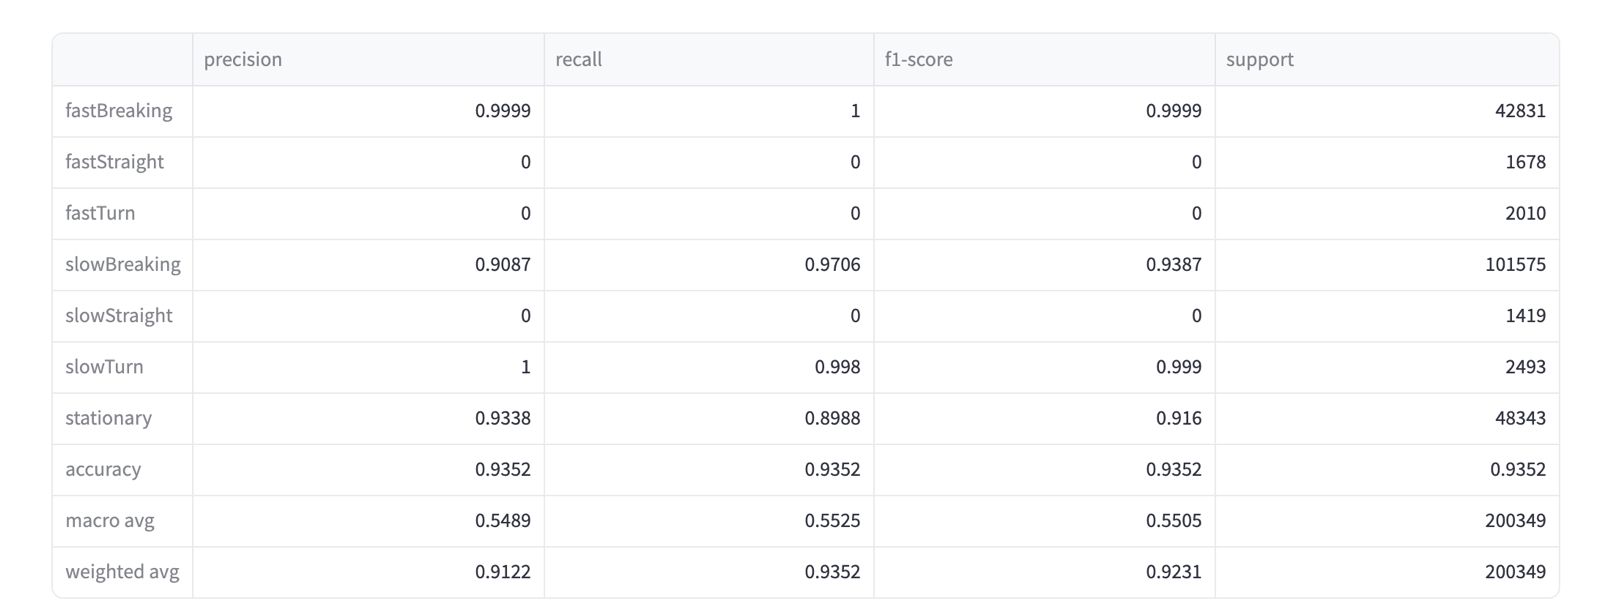 precision recall f1-score support
fastBreaking 0.9999 1 0.9999 42831
fastStraight 0 0 0 1678
fastTurn 0 0 0 2010
slowBreaking 0.9087 0.9706 0.9387 101575
slowStraight 0 0 0 1419
slowTurn 1 0.998 0.999 2493
stationary 0.9338 0.8988 0.916 48343
accuracy 0.9352 0.9352 0.9352 0.9352
macro avg 0.5489 0.5525 0.5505 200349
weighted avg 0.9122 0.9352 0.9231 200349